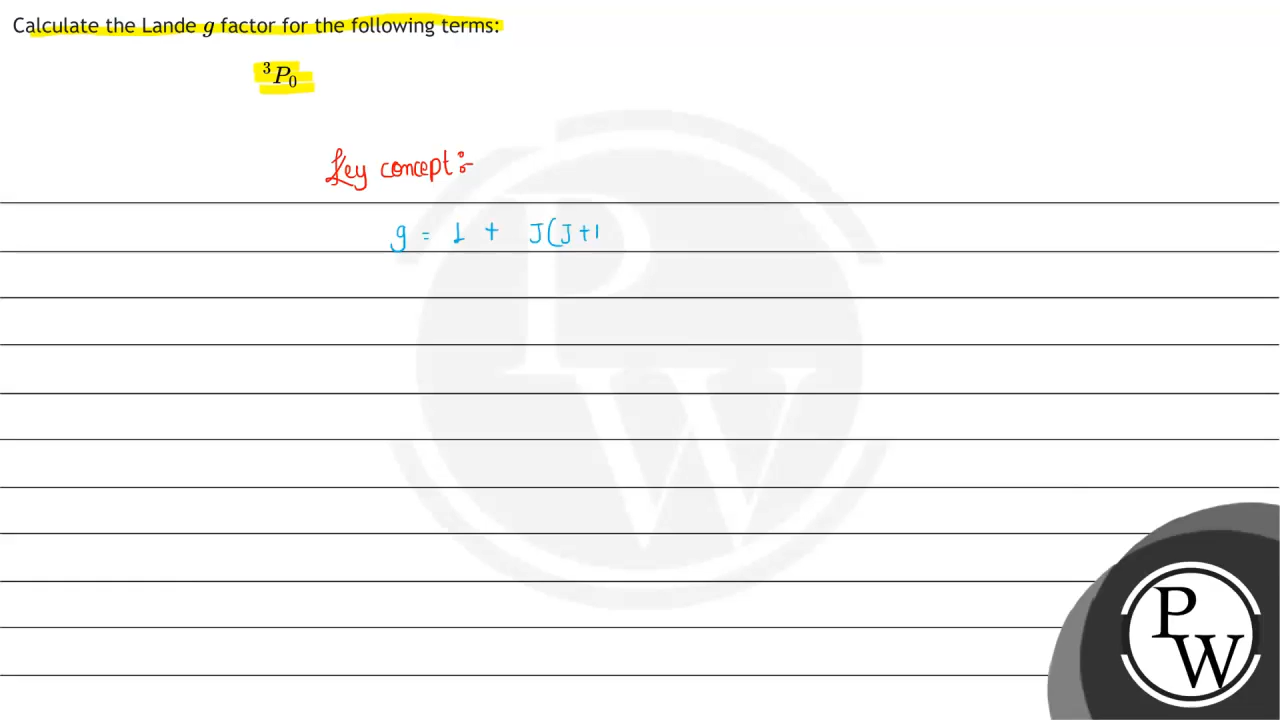 Calculate the Lande g factor for the following terms:
³P₀
Key concept :-
g = 1 + J(J+1
P
W
P
W